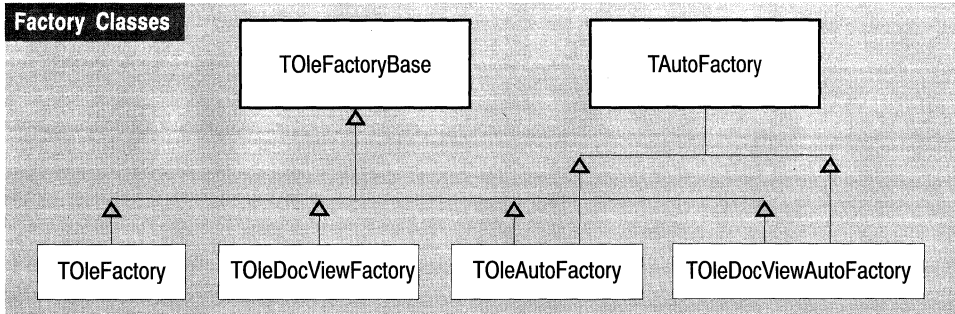 Factory Classes
TOleFactoryBase
TAutoFactory
TOleFactory
TOleDocViewFactory
TOleAutoFactory
TOleDocViewAutoFactory